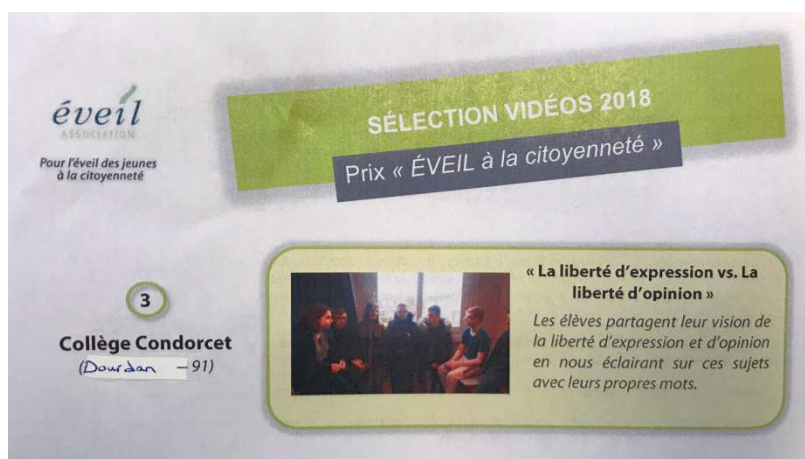 éveil
ASSOCIATION
Pour l'éveil des jeunes
à la citoyenneté
SÉLECTION VIDÉOS 2018
Prix « ÉVEIL à la citoyenneté »
3
Collège Condorcet
(Dourdan – 91)
« La liberté d'expression vs. La
liberté d'opinion »
Les élèves partagent leur vision de
la liberté d'expression et d'opinion
en nous éclairant sur ces sujets
avec leurs propres mots.